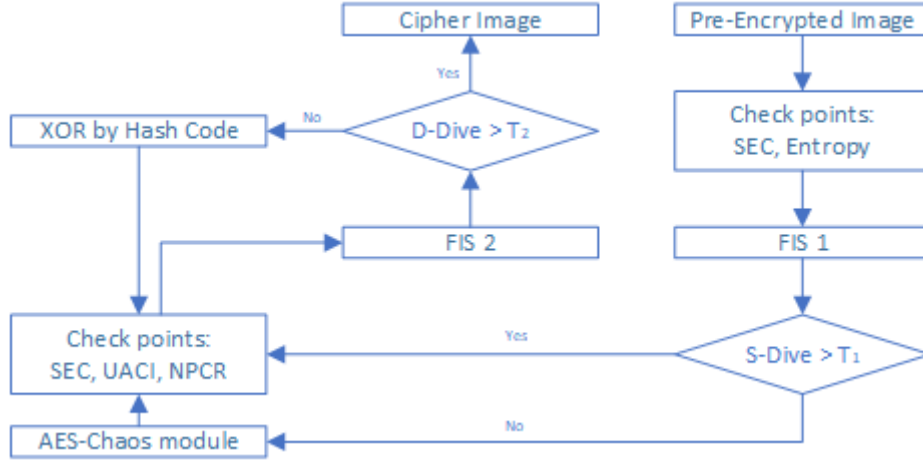 Cipher Image
Pre-Encrypted Image
Yes
Check points:
SEC, Entropy
XOR by Hash Code
No
D-Dive > T₂
FIS 2
FIS 1
Check points:
SEC, UACI, NPCR
Yes
S-Dive > T₁
AES-Chaos module
No